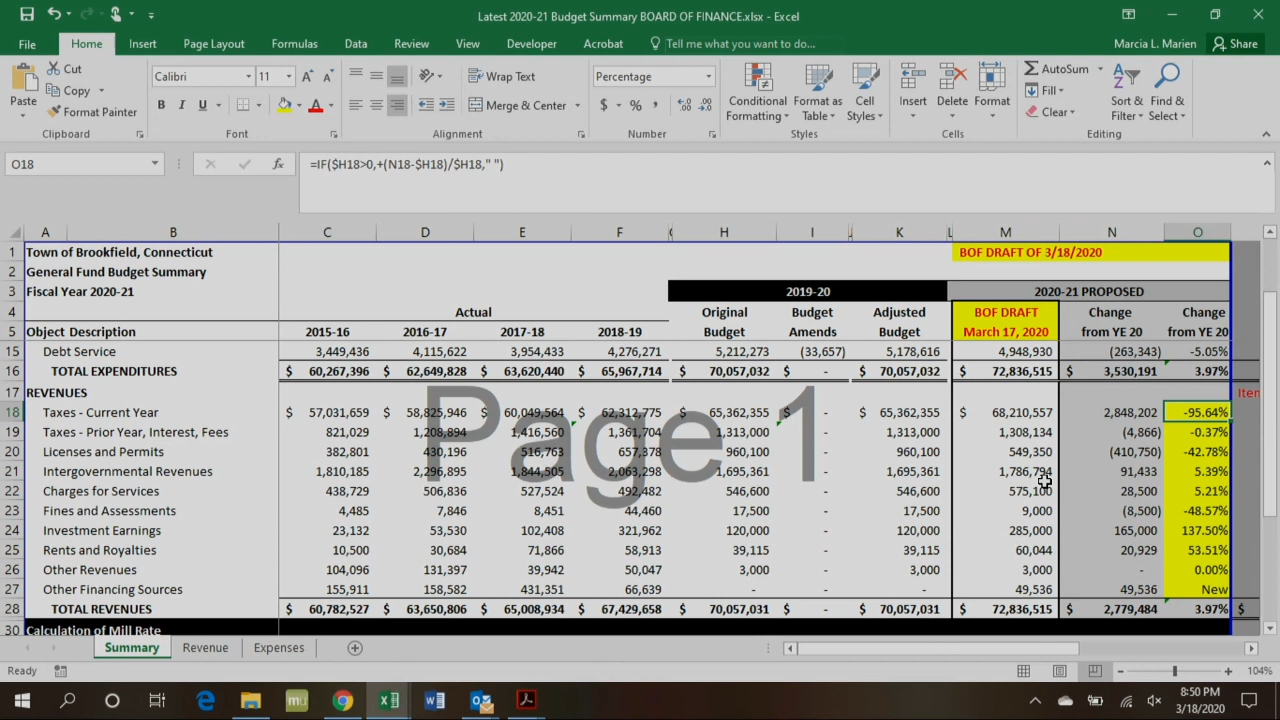 Latest 2020-21 Budget Summary BOARD OF FINANCE.xlsx - Excel
File Home Insert Page Layout Formulas Data Review View Developer Acrobat Tell me what you want to do... Marcia L. Marien Share
Paste Cut Copy Format Painter Clipboard
Calibri 11 B I U A Font
Wrap Text Merge & Center Alignment
Percentage $ % , Number
Conditional Formatting Format as Table Cell Styles Styles
Insert Delete Format Cells
AutoSum Fill Clear Sort & Filter Find & Select Editing
O18 fx =IF($H18>0,+(N18-$H18)/$H18," ")
A B C D E F H I K L M N O
1 Town of Brookfield, Connecticut BOF DRAFT OF 3/18/2020
2 General Fund Budget Summary
3 Fiscal Year 2020-21 2019-20 2020-21 PROPOSED
4 Actual Original Budget Adjusted BOF DRAFT Change Change
5 Object Description 2015-16 2016-17 2017-18 2018-19 Budget Amends Budget March 17, 2020 from YE 20 from YE 20
15 Debt Service 3,449,436 4,115,622 3,954,433 4,276,271 5,212,273 (33,657) 5,178,616 4,948,930 (263,343) -5.05%
16 TOTAL EXPENDITURES $ 60,267,396 $ 62,649,828 $ 63,620,440 $ 65,967,714 $ 70,057,032 $ - $ 70,057,032 $ 72,836,515 $ 3,530,191 3.97%
17 REVENUES Item
18 Taxes - Current Year $ 57,031,659 $ 58,825,946 $ 60,049,564 $ 62,312,775 $ 65,362,355 $ - $ 65,362,355 $ 68,210,557 2,848,202 -95.64%
19 Taxes - Prior Year, Interest, Fees 821,029 1,208,894 1,416,560 1,361,704 1,313,000 - 1,313,000 1,308,134 (4,866) -0.37%
20 Licenses and Permits 382,801 430,196 516,763 657,378 960,100 - 960,100 549,350 (410,750) -42.78%
21 Intergovernmental Revenues 1,810,185 2,296,895 1,844,505 2,063,298 1,695,361 - 1,695,361 1,786,794 91,433 5.39%
22 Charges for Services 438,729 506,836 527,524 492,482 546,600 - 546,600 575,100 28,500 5.21%
23 Fines and Assessments 4,485 7,846 8,451 44,460 17,500 - 17,500 9,000 (8,500) -48.57%
24 Investment Earnings 23,132 53,530 102,408 321,962 120,000 - 120,000 285,000 165,000 137.50%
25 Rents and Royalties 10,500 30,684 71,866 58,913 39,115 - 39,115 60,044 20,929 53.51%
26 Other Revenues 104,096 131,397 39,942 50,047 3,000 - 3,000 3,000 - 0.00%
27 Other Financing Sources 155,911 158,582 431,351 66,639 - - - 49,536 49,536 New
28 TOTAL REVENUES $ 60,782,527 $ 63,650,806 $ 65,008,934 $ 67,429,658 $ 70,057,031 $ - $ 70,057,031 $ 72,836,515 $ 2,779,484 3.97% $
30 Calculation of Mill Rate
Page 1
Summary Revenue Expenses
Ready 104%
mu 8:50 PM
3/18/2020